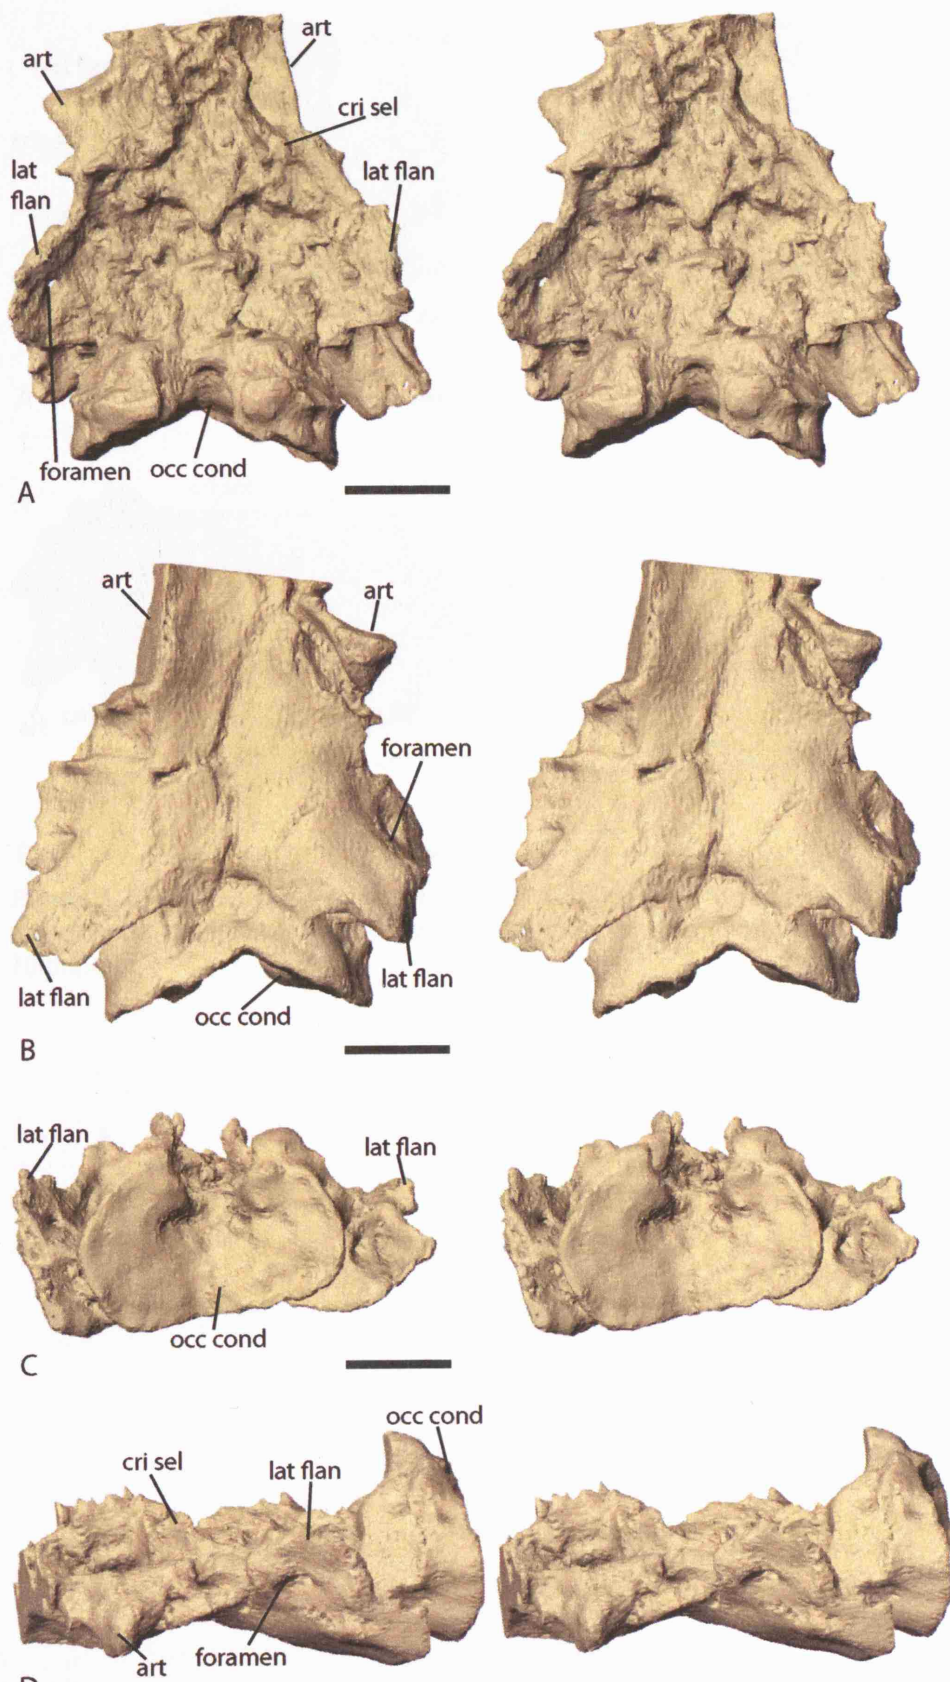 art
art
cri sel
lat
flan
lat flan
foramen
occ cond
A
art
art
foramen
lat flan
lat flan
occ cond
B
lat flan
lat flan
occ cond
C
occ cond
cri sel
lat flan
foramen
art